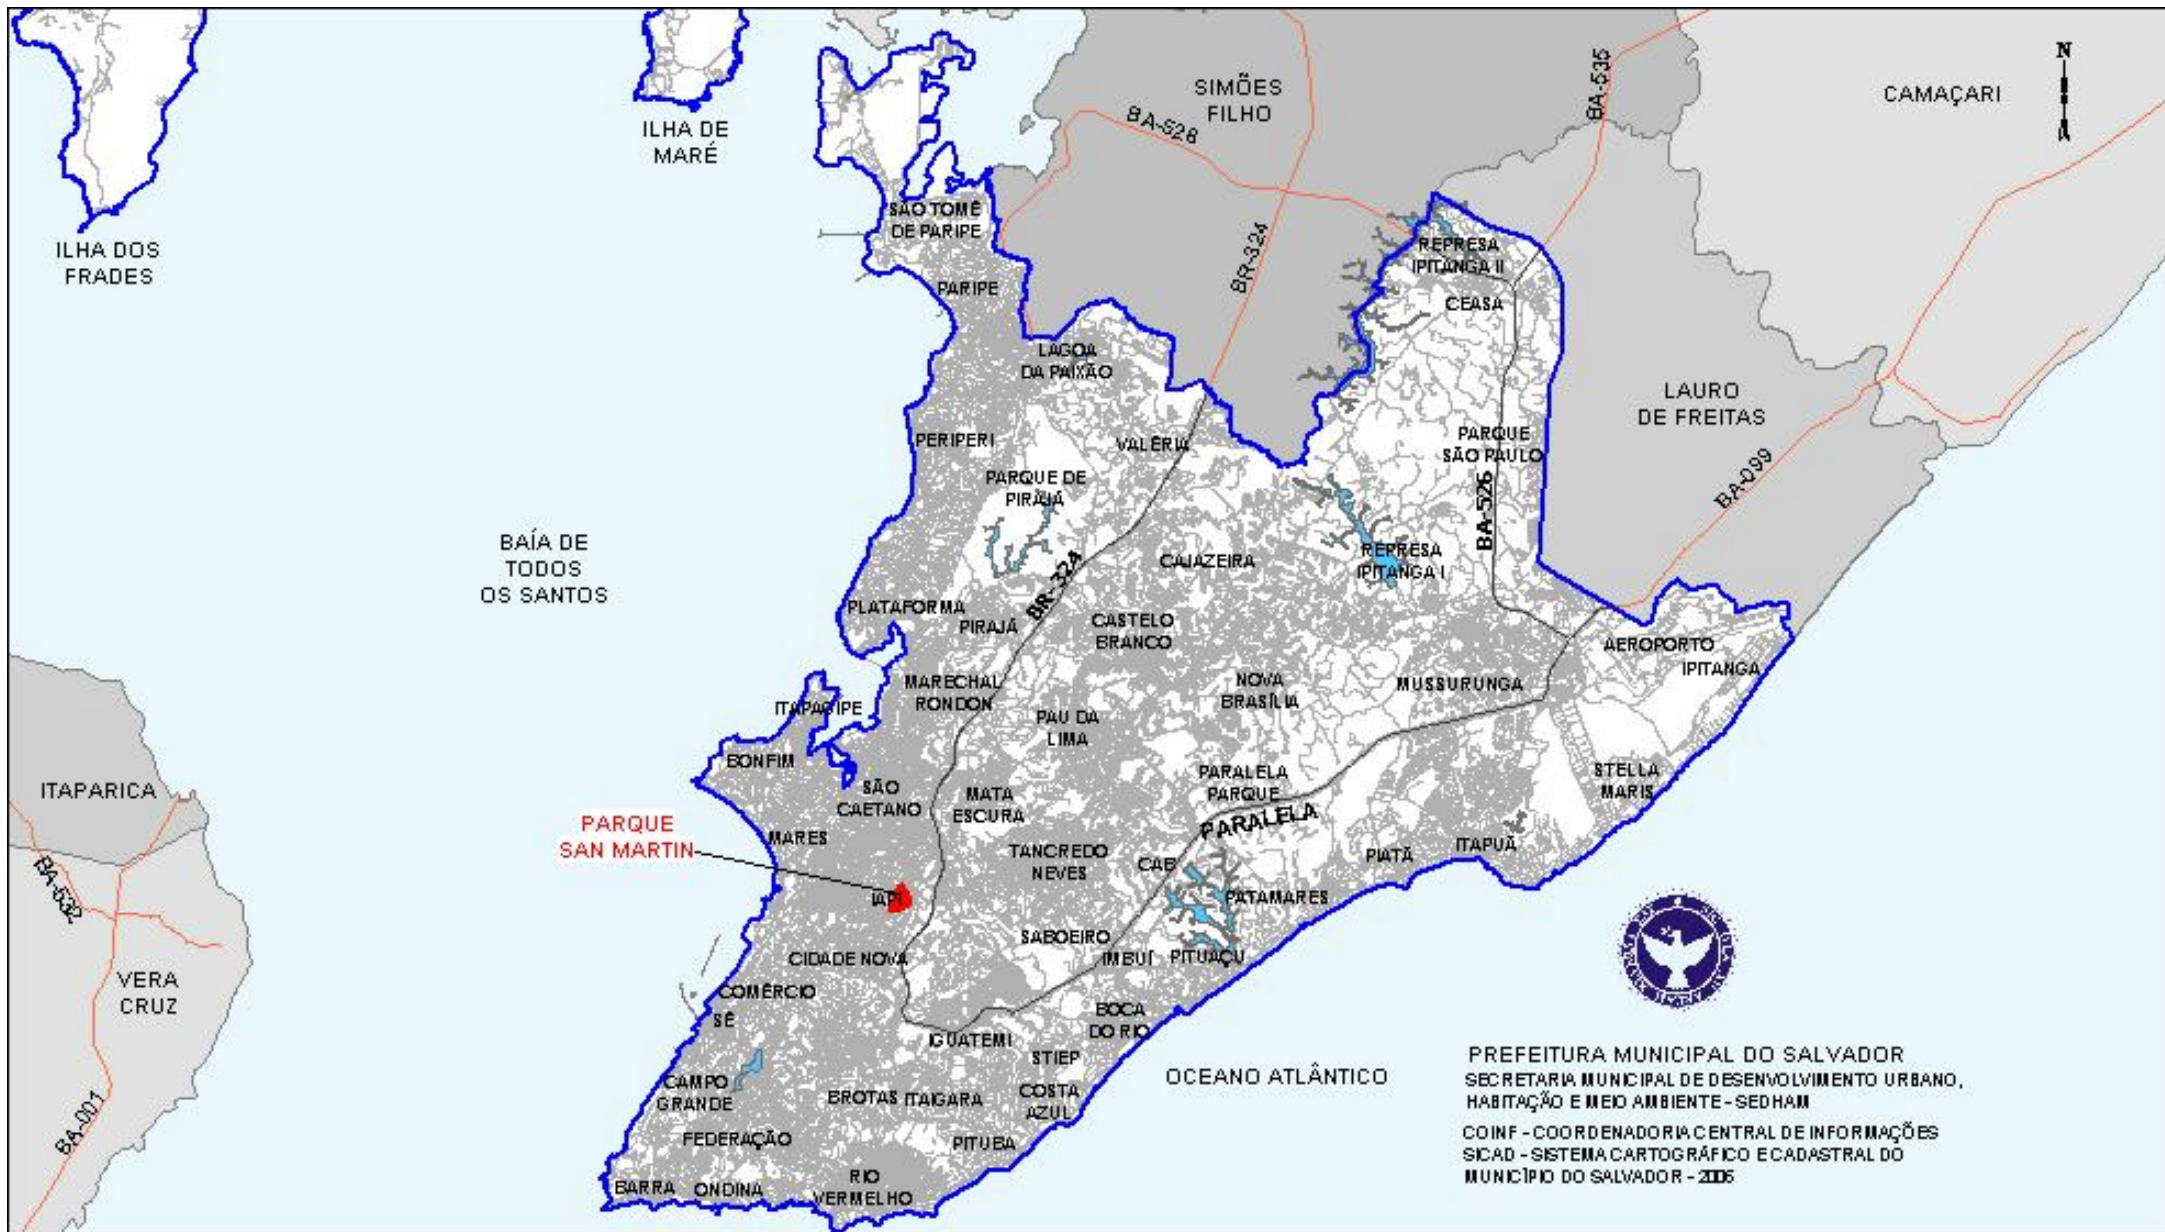 N
SIMÕES
FILHO
CAMAÇARI
BA-535
BA-526
ILHA DE
MARÉ
ILHA DOS
FRADES
SÃO TOMÉ
DE PARIPE
BR-324
REPRESA
IPITANGA II
PARIPE
CEASA
LAGOA
DA PAIXÃO
LAURO
DE FREITAS
PERIPERI
VALÉRIA
PARQUE
SÃO PAULO
PARQUE DE
PIRAJÁ
BA-099
BA-526
BAÍA DE
TODOS
OS SANTOS
CAJAZEIRA
REPRESA
IPITANGA I
BR-324
PLATAFORMA
PIRAJÁ
CASTELO
BRANCO
AEROPORTO
IPITANGA
MARECHAL
RONDON
NOVA
BRASÍLIA
MUSSURUNGA
ITAPAGIPE
PAU DA
LIMA
BONFIM
PARALELA
PARQUE
STELLA
MARIS
ITAPARICA
SÃO
CAETANO
MATA
ESCURA
PARALELA
PARQUE
SAN MARTIN
MARES
TANCREDO
NEVES
CAB
PIATÃ
ITAPUÃ
BA-532
IAPI
PATAMARES
SABOEIRO
IMBUÍ
PITUAÇU
CIDADE NOVA
VERA
CRUZ
COMÉRCIO
SÉ
BOCA
DO RIO
IGUATEMI
STIEP
OCEANO ATLÂNTICO
CAMPO
GRANDE
BROTAS
ITAIGARA
COSTA
AZUL
BA-001
FEDERAÇÃO
PITUBA
BARRA
ONDINA
RIO
VERMELHO
PREFEITURA MUNICIPAL DO SALVADOR
SECRETARIA MUNICIPAL DE DESENVOLVIMENTO URBANO,
HABITAÇÃO E MEIO AMBIENTE - SEDHAM
COINF - COORDENADORIA CENTRAL DE INFORMAÇÕES
SICAD - SISTEMA CARTOGRÁFICO E CADASTRAL DO
MUNICÍPIO DO SALVADOR - 2006